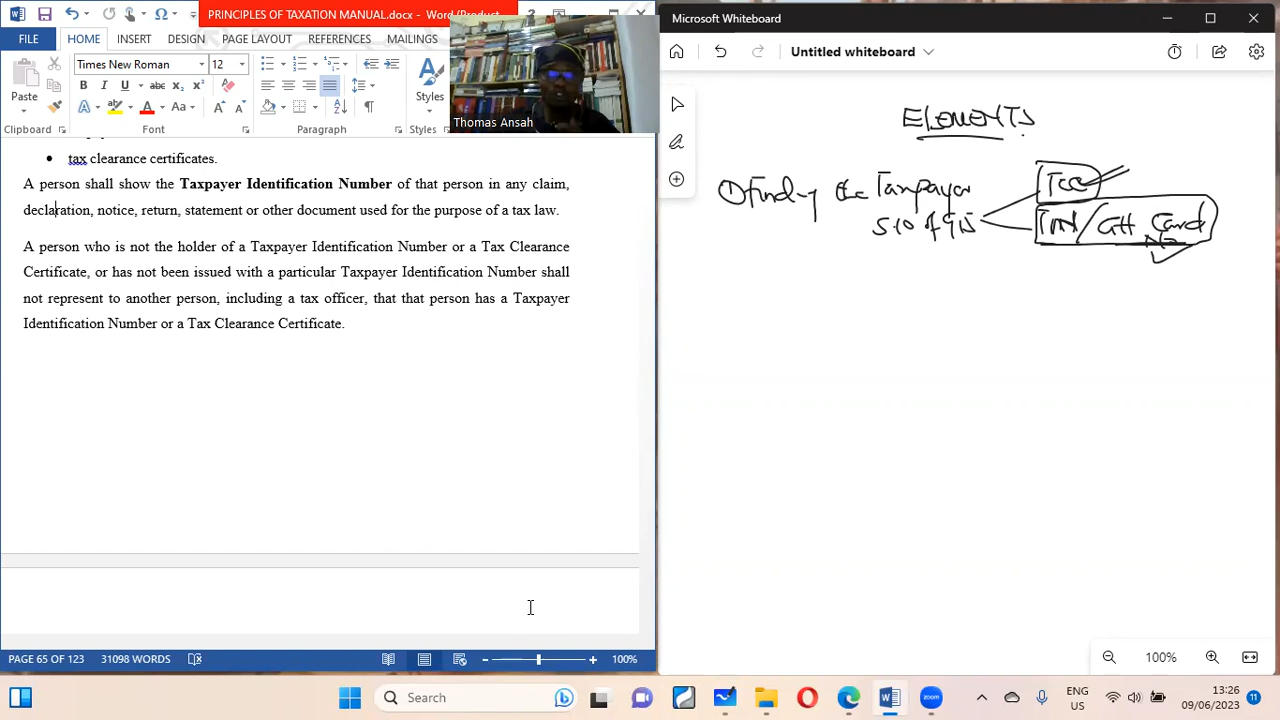 PRINCIPLES OF TAXATION MANUAL.docx - Word (Product
FILE HOME INSERT DESIGN PAGE LAYOUT REFERENCES MAILINGS
Times New Roman 12
Paste
Styles
Clipboard Font Paragraph Styles
Thomas Ansah
• tax clearance certificates.
A person shall show the Taxpayer Identification Number of that person in any claim,
declaration, notice, return, statement or other document used for the purpose of a tax law.
A person who is not the holder of a Taxpayer Identification Number or a Tax Clearance
Certificate, or has not been issued with a particular Taxpayer Identification Number shall
not represent to another person, including a tax officer, that that person has a Taxpayer
Identification Number or a Tax Clearance Certificate.
PAGE 65 OF 123 31098 WORDS 100%
Microsoft Whiteboard
Untitled whiteboard
ELEMENTS
① Finding the Taxpayer
S.10 of 915
TCC
TIN/GH Card
No
100%
Search
ENG
US
13:26
09/06/2023
11